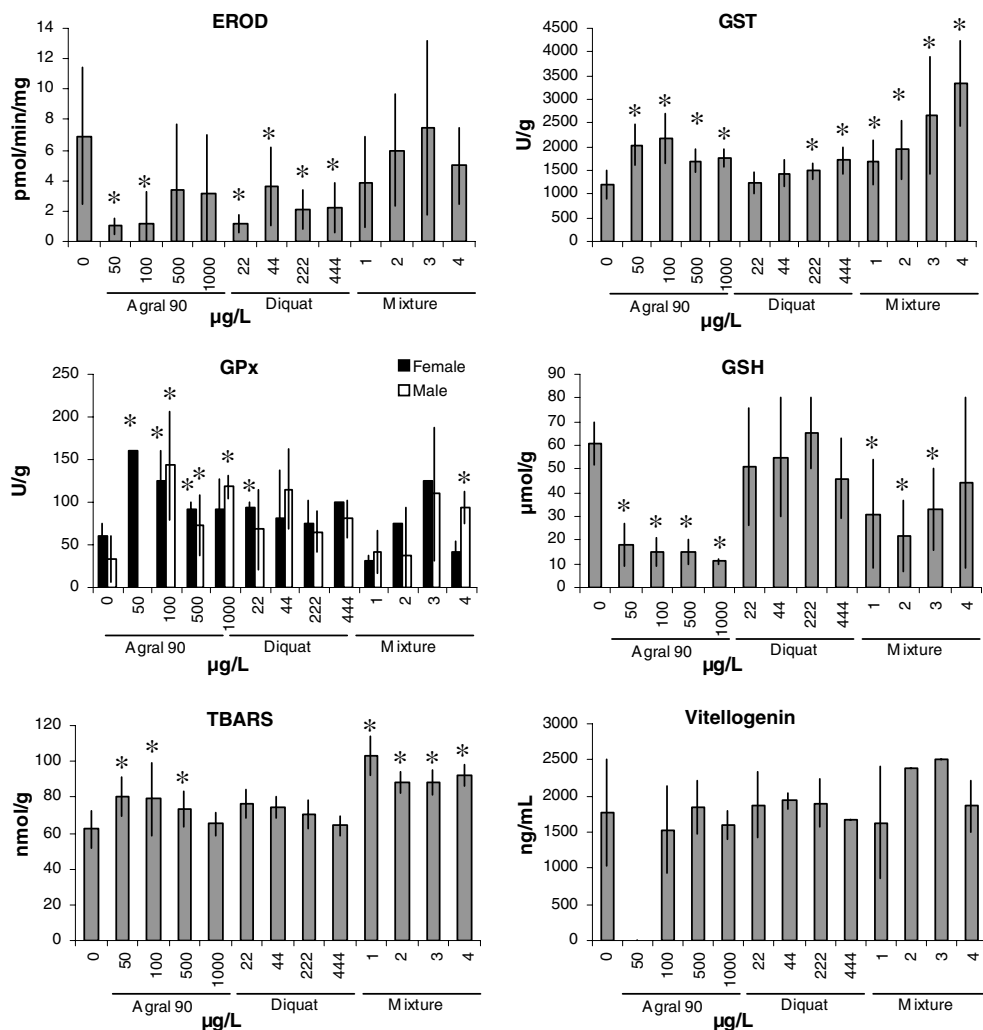 EROD
pmol/min/mg
14
12
10
8
6
4
2
0
* * * * * *
0 50 100 500 1000 22 44 222 444 1 2 3 4
Agral 90 Diquat Mixture
µg/L
GST
U/g
4500
4000
3500
3000
2500
2000
1500
1000
500
0
* * * * * * * * * *
0 50 100 500 1000 22 44 222 444 1 2 3 4
Agral 90 Diquat Mixture
µg/L
GPx
Female
Male
U/g
250
200
150
100
50
0
* * * * * * * *
0 50 100 500 1000 22 44 222 444 1 2 3 4
Agral 90 Diquat Mixture
µg/L
GSH
µmol/g
90
80
70
60
50
40
30
20
10
0
* * * * * * *
0 50 100 500 1000 22 44 222 444 1 2 3 4
Agral 90 Diquat Mixture
µg/L
TBARS
nmol/g
120
100
80
60
40
20
0
* * * * * * *
0 50 100 500 1000 22 44 222 444 1 2 3 4
Agral 90 Diquat Mixture
µg/L
Vitellogenin
ng/mL
3000
2500
2000
1500
1000
500
0
0 50 100 500 1000 22 44 222 444 1 2 3 4
Agral 90 Diquat Mixture
µg/L